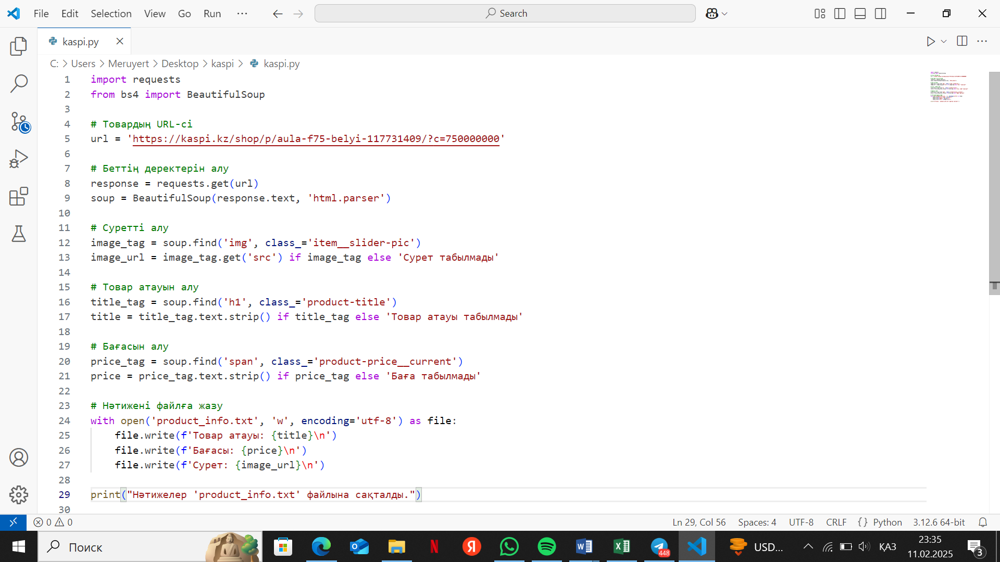 File Edit Selection View Go Run ··· Search
kaspi.py
C: > Users > Meruyert > Desktop > kaspi > kaspi.py
1 import requests
2 from bs4 import BeautifulSoup
3
4 # Товардың URL-сі
5 url = 'https://kaspi.kz/shop/p/aula-f75-belyi-117731409/?c=750000000'
6
7 # Беттің деректерін алу
8 response = requests.get(url)
9 soup = BeautifulSoup(response.text, 'html.parser')
10
11 # Суретті алу
12 image_tag = soup.find('img', class_='item__slider-pic')
13 image_url = image_tag.get('src') if image_tag else 'Сурет табылмады'
14
15 # Товар атауын алу
16 title_tag = soup.find('h1', class_='product-title')
17 title = title_tag.text.strip() if title_tag else 'Товар атауы табылмады'
18
19 # Бағасын алу
20 price_tag = soup.find('span', class_='product-price__current')
21 price = price_tag.text.strip() if price_tag else 'Баға табылмады'
22
23 # Нәтижені файлға жазу
24 with open('product_info.txt', 'w', encoding='utf-8') as file:
25     file.write(f'Товар атауы: {title}\n')
26     file.write(f'Бағасы: {price}\n')
27     file.write(f'Сурет: {image_url}\n')
28
29 print("Нәтижелер 'product_info.txt' файлына сақталды.")
30
0 0 Ln 29, Col 56 Spaces: 4 UTF-8 CRLF {} Python 3.12.6 64-bit
Поиск 448 USD... ҚАЗ 23:35
11.02.2025 3